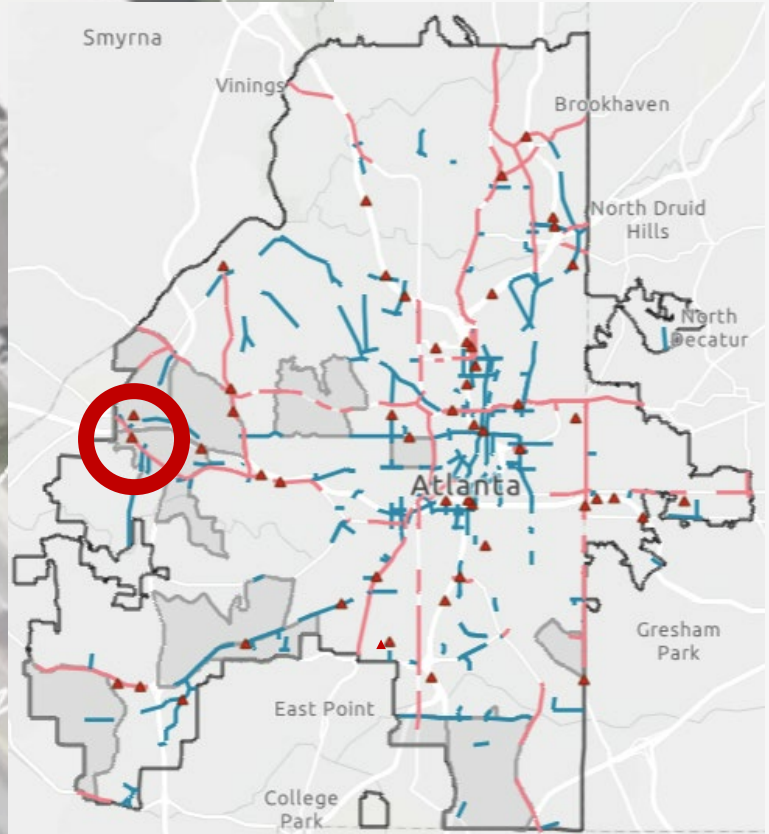 Smyrna
Vinings
Brookhaven
North Druid
Hills
North
Decatur
Atlanta
Gresham
Park
East Point
College
Park